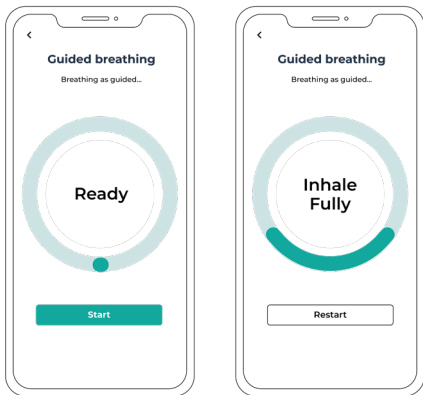 Guided breathing
Breathing as guided...
Ready
Start
Guided breathing
Breathing as guided...
Inhale
Fully
Restart